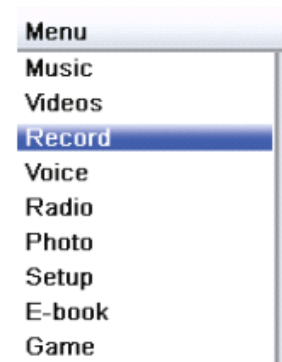 Menu
Music
Videos
Record
Voice
Radio
Photo
Setup
E-book
Game